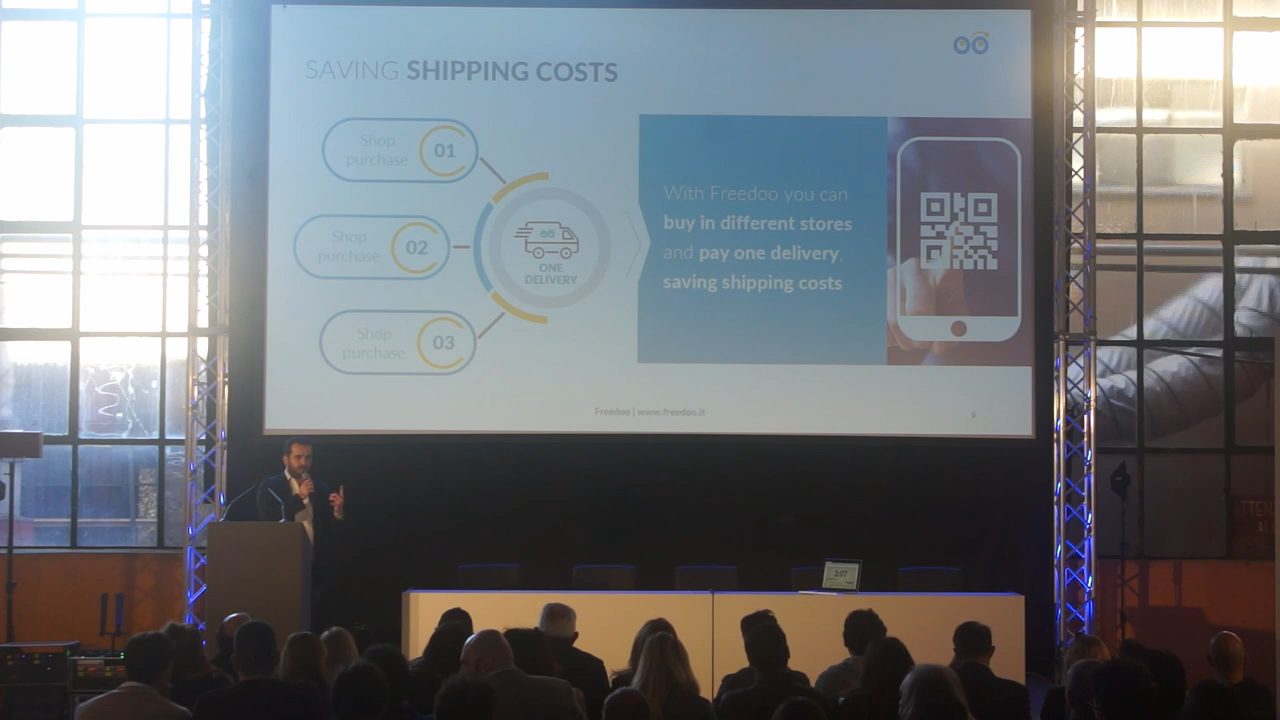 SAVING SHIPPING COSTS
Shop
purchase
01
Shop
purchase
02
Shop
purchase
03
ONE
DELIVERY
With Freedoo you can
buy in different stores
and pay one delivery,
saving shipping costs
Freedoo | www.freedoo.it
6
3:07